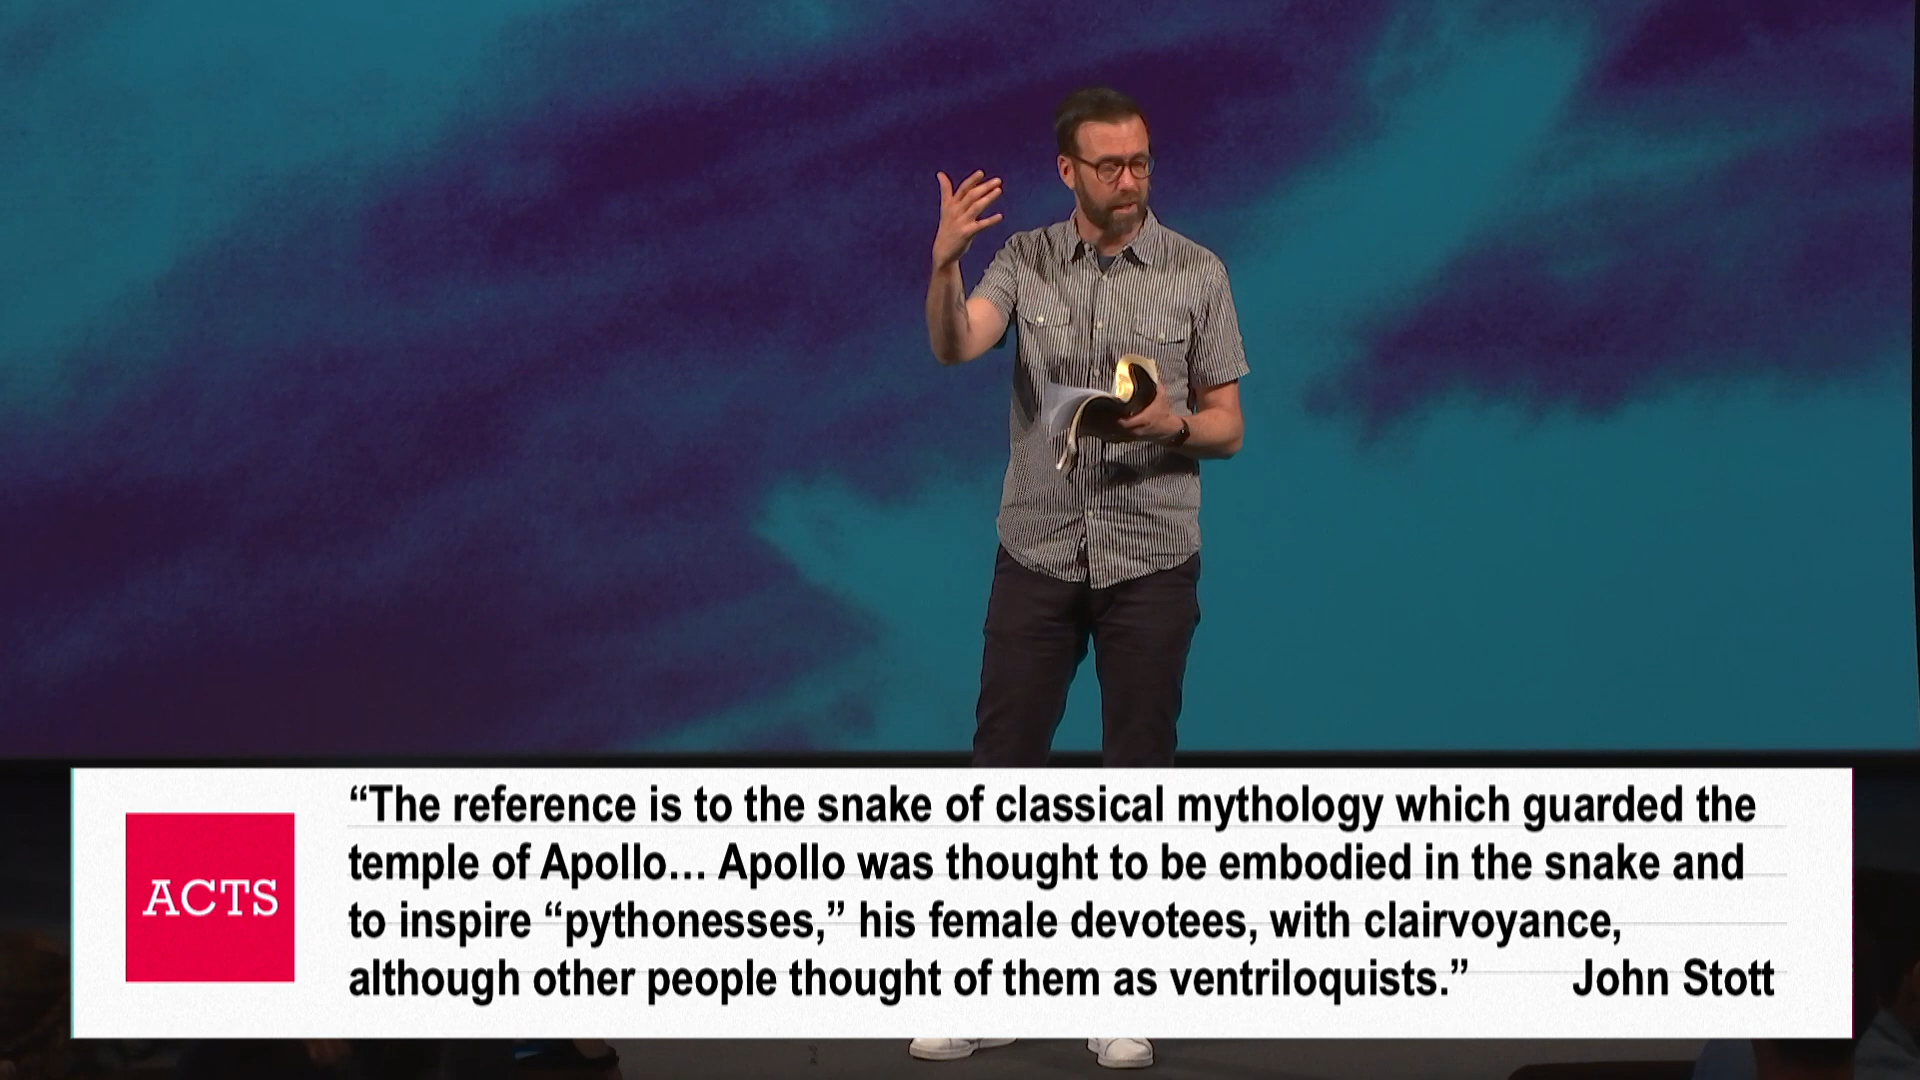 ACTS
“The reference is to the snake of classical mythology which guarded the
temple of Apollo... Apollo was thought to be embodied in the snake and
to inspire “pythonesses,” his female devotees, with clairvoyance,
although other people thought of them as ventriloquists.” John Stott